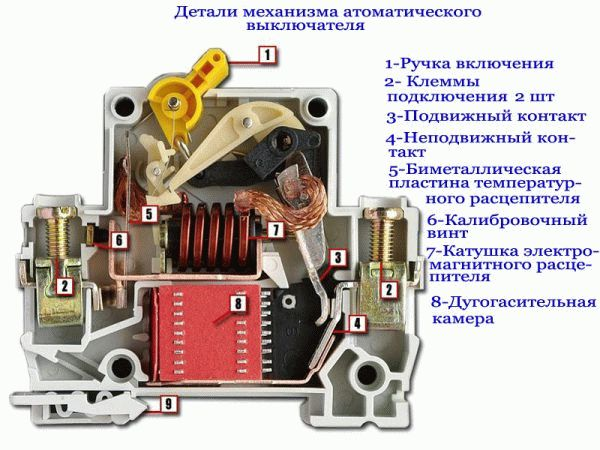 Детали механизма атоматического
выключателя
1-Ручка включения
2- Клеммы
подключения 2 шт
3-Подвижный контакт
4-Неподвижный кон-
такт
5-Биметаллическая
пластина температур-
ного расцепителя
6-Калибровочный
винт
7-Катушка электро-
магнитного расце-
пителя
8-Дугогасительная
камера
1
5
6
7
2
3
2
8
4
9